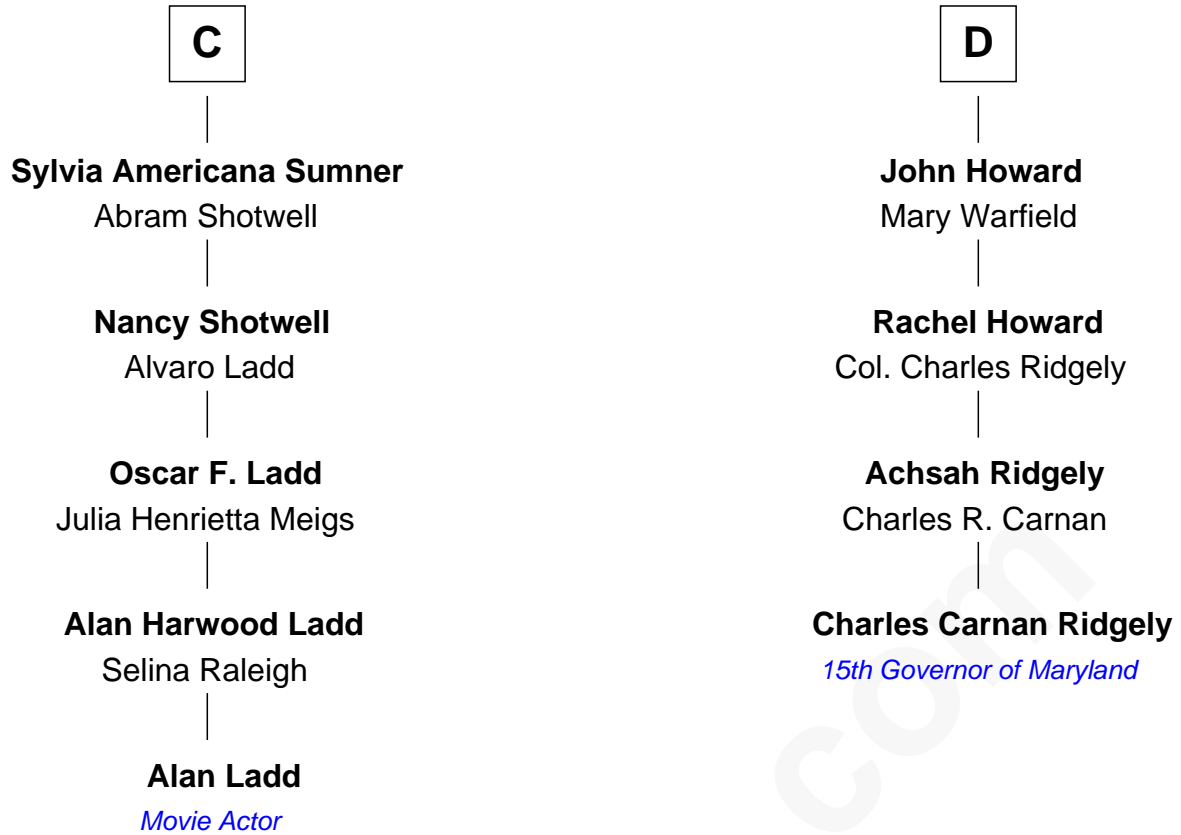 C
Sylvia Americana Sumner
Abram Shotwell
Nancy Shotwell
Alvaro Ladd
Oscar F. Ladd
Julia Henrietta Meigs
Alan Harwood Ladd
Selina Raleigh
Alan Ladd
Movie Actor
D
John Howard
Mary Warfield
Rachel Howard
Col. Charles Ridgely
Achsah Ridgely
Charles R. Carnan
Charles Carnan Ridgely
15th Governor of Maryland
com